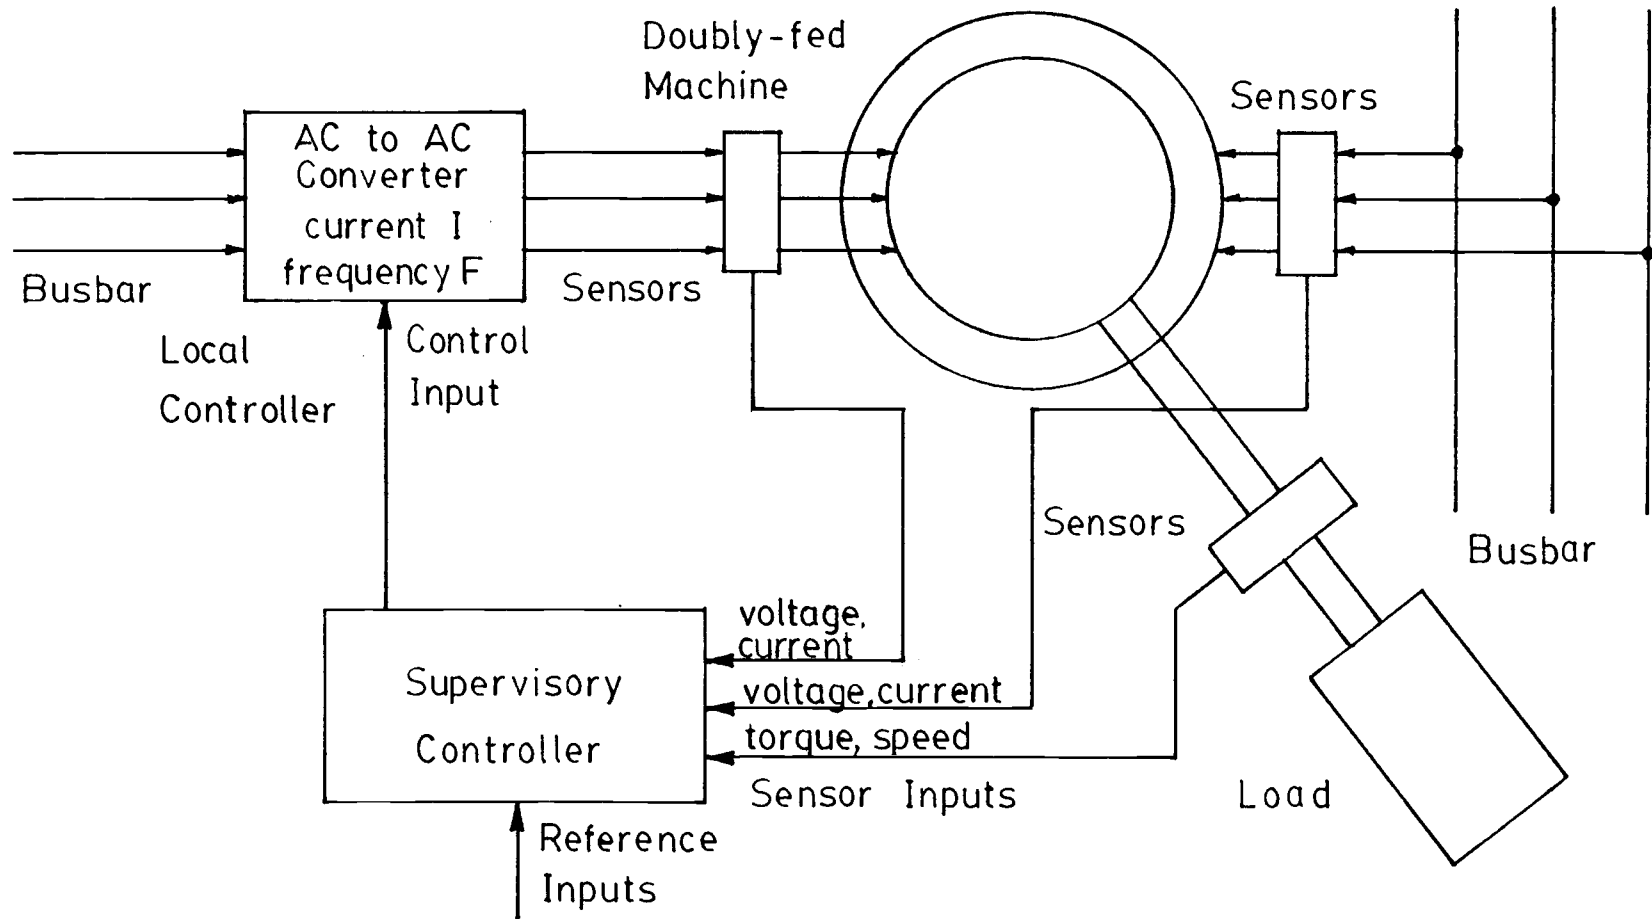 Doubly-fed
Machine
Sensors
AC to AC
Converter
current I
frequency F
Busbar
Sensors
Local
Controller
Control
Input
Sensors
Busbar
voltage,
current
Supervisory
Controller
voltage,current
torque, speed
Sensor Inputs
Load
Reference
Inputs